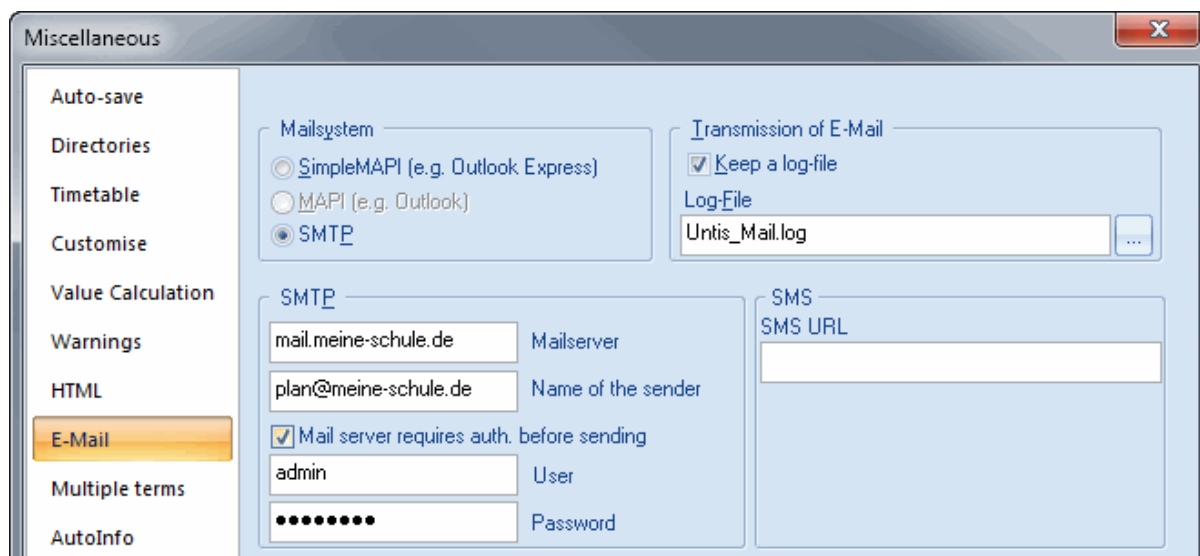 Miscellaneous
Auto-save
Directories
Timetable
Customise
Value Calculation
Warnings
HTML
E-Mail
Multiple terms
AutoInfo
Mailsystem
SimpleMAPI (e.g. Outlook Express)
MAPI (e.g. Outlook)
SMTP
Transmission of E-Mail
Keep a log-file
Log-File
Untis_Mail.log
...
SMTP
mail.meine-schule.de Mailserver
plan@meine-schule.de Name of the sender
Mail server requires auth. before sending
admin User
●●●●●●●● Password
SMS
SMS URL